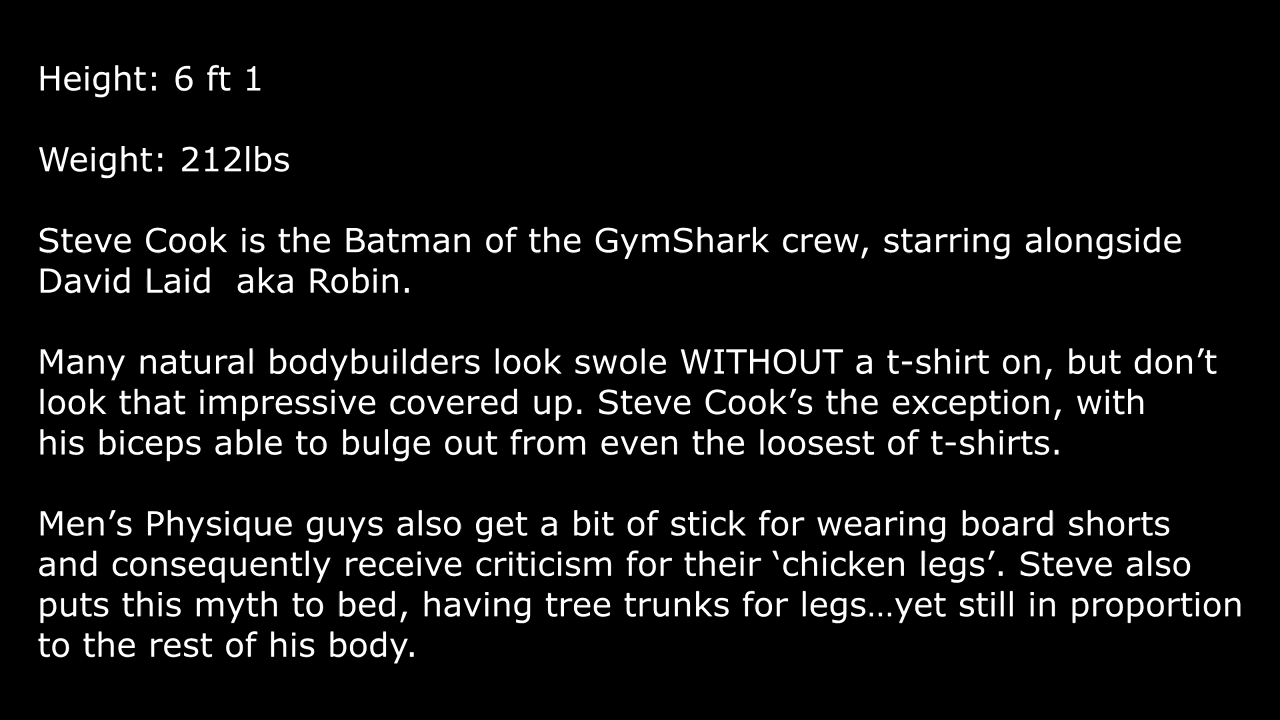 Height: 6 ft 1
Weight: 212lbs
Steve Cook is the Batman of the GymShark crew, starring alongside
David Laid  aka Robin.
Many natural bodybuilders look swole WITHOUT a t-shirt on, but don’t
look that impressive covered up. Steve Cook’s the exception, with
his biceps able to bulge out from even the loosest of t-shirts.
Men’s Physique guys also get a bit of stick for wearing board shorts
and consequently receive criticism for their ‘chicken legs’. Steve also
puts this myth to bed, having tree trunks for legs…yet still in proportion
to the rest of his body.